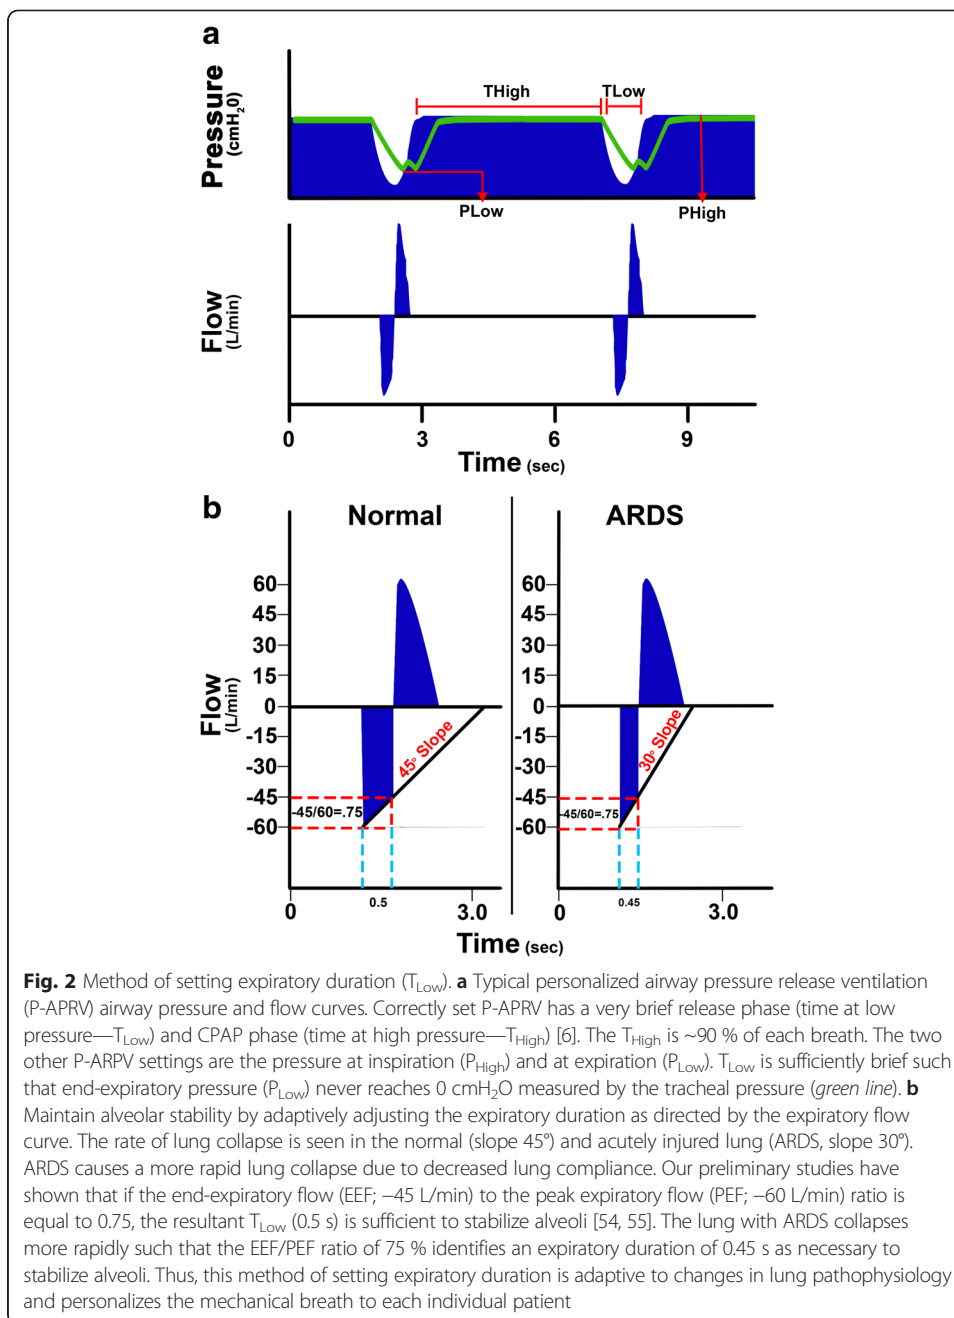 a
Pressure
(cmH20)
THigh
TLow
PLow
PHigh
Flow
(L/min)
0
3
6
9
Time (sec)
b
Normal
ARDS
60
45
30
15
0
-15
-30
-45
-60
Flow
(L/min)
45° Slope
-45/60=.75
0
0.5
3.0
60
45
30
15
0
-15
-30
-45
-60
30° Slope
-45/60=.75
0
0.45
3.0
Time (sec)
Fig. 2 Method of setting expiratory duration (TLow). a Typical personalized airway pressure release ventilation
(P-APRV) airway pressure and flow curves. Correctly set P-APRV has a very brief release phase (time at low
pressure—TLow) and CPAP phase (time at high pressure—THigh) [6]. The THigh is ~90 % of each breath. The two
other P-ARPV settings are the pressure at inspiration (PHigh) and at expiration (PLow). TLow is sufficiently brief such
that end-expiratory pressure (PLow) never reaches 0 cmH2O measured by the tracheal pressure (green line). b
Maintain alveolar stability by adaptively adjusting the expiratory duration as directed by the expiratory flow
curve. The rate of lung collapse is seen in the normal (slope 45°) and acutely injured lung (ARDS, slope 30°).
ARDS causes a more rapid lung collapse due to decreased lung compliance. Our preliminary studies have
shown that if the end-expiratory flow (EEF; −45 L/min) to the peak expiratory flow (PEF; −60 L/min) ratio is
equal to 0.75, the resultant TLow (0.5 s) is sufficient to stabilize alveoli [54, 55]. The lung with ARDS collapses
more rapidly such that the EEF/PEF ratio of 75 % identifies an expiratory duration of 0.45 s as necessary to
stabilize alveoli. Thus, this method of setting expiratory duration is adaptive to changes in lung pathophysiology
and personalizes the mechanical breath to each individual patient